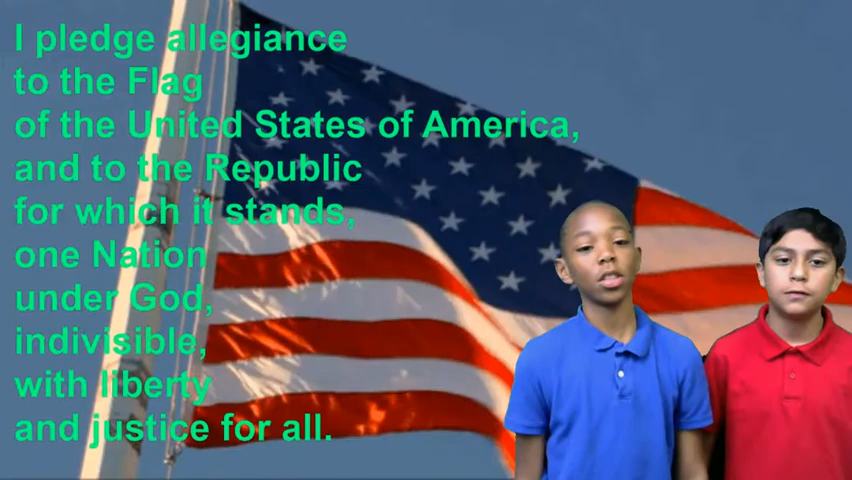 I pledge allegiance
to the Flag
of the United States of America,
and to the Republic
for which it stands,
one Nation
under God,
indivisible,
with liberty
and justice for all.